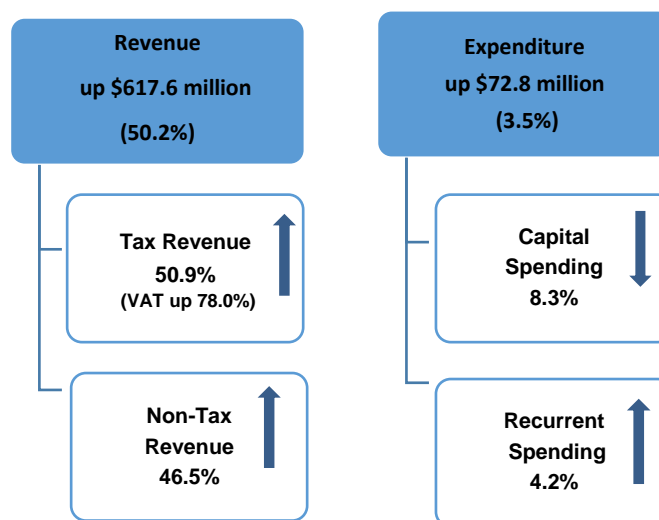 Revenue
up $617.6 million
(50.2%)
Tax Revenue
50.9%
(VAT up 78.0%)
Non-Tax
Revenue
46.5%
Expenditure
up $72.8 million
(3.5%)
Capital
Spending
8.3%
Recurrent
Spending
4.2%